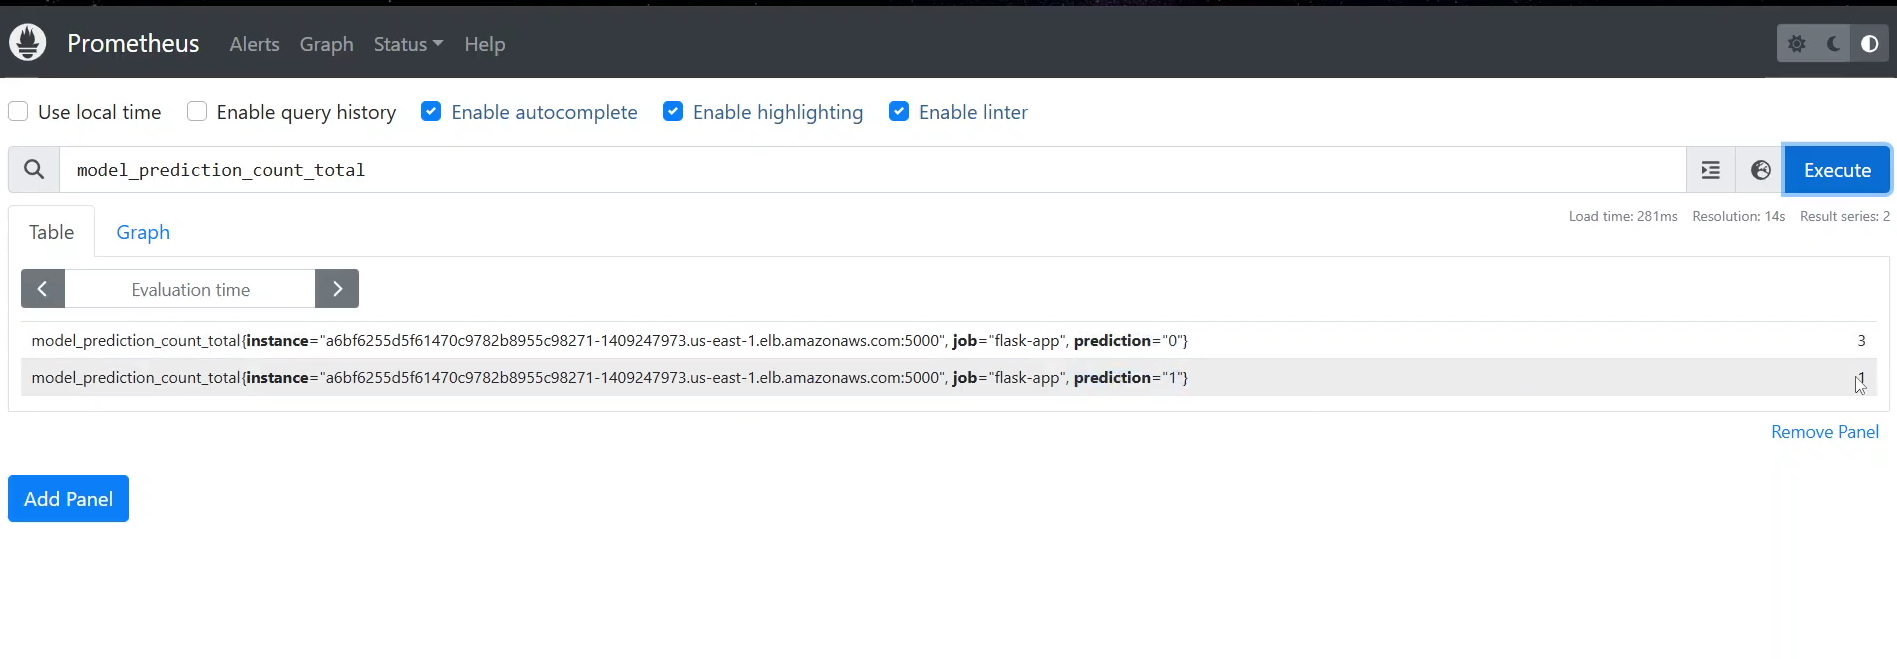 Prometheus Alerts Graph Status Help
Use local time Enable query history Enable autocomplete Enable highlighting Enable linter
model_prediction_count_total Execute
Load time: 281ms Resolution: 14s Result series: 2
Table Graph
Evaluation time
model_prediction_count_total{instance="a6bf6255d5f61470c9782b8955c98271-1409247973.us-east-1.elb.amazonaws.com:5000", job="flask-app", prediction="0"} 3
model_prediction_count_total{instance="a6bf6255d5f61470c9782b8955c98271-1409247973.us-east-1.elb.amazonaws.com:5000", job="flask-app", prediction="1"} 1
Remove Panel
Add Panel